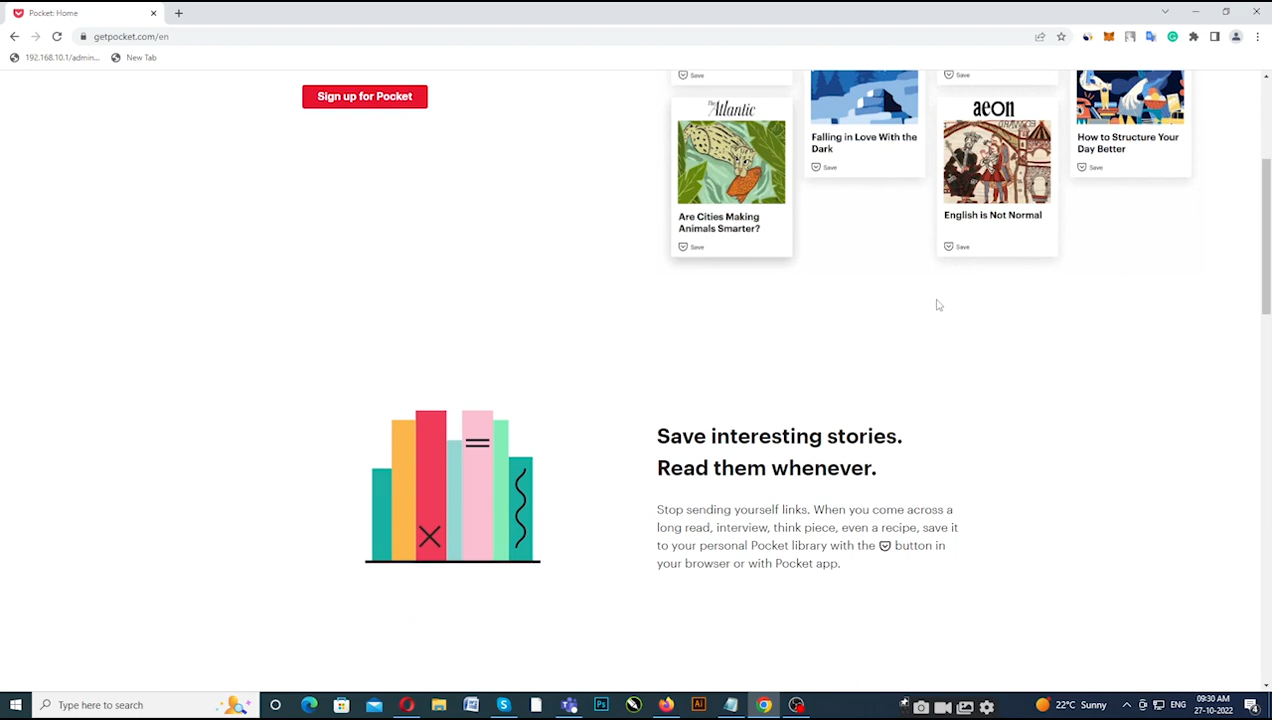 Pocket: Home
getpocket.com/en
192.168.10.1/admin...
New Tab
Sign up for Pocket
Save
Save
The Atlantic
Are Cities Making
Animals Smarter?
Save
Falling in Love With the
Dark
Save
aeon
English is Not Normal
Save
How to Structure Your
Day Better
Save
Save interesting stories.
Read them whenever.
Stop sending yourself links. When you come across a
long read, interview, think piece, even a recipe, save it
to your personal Pocket library with the button in
your browser or with Pocket app.
Type here to search
Ps
Ai
22°C Sunny
ENG
09:30 AM
27-10-2022
4